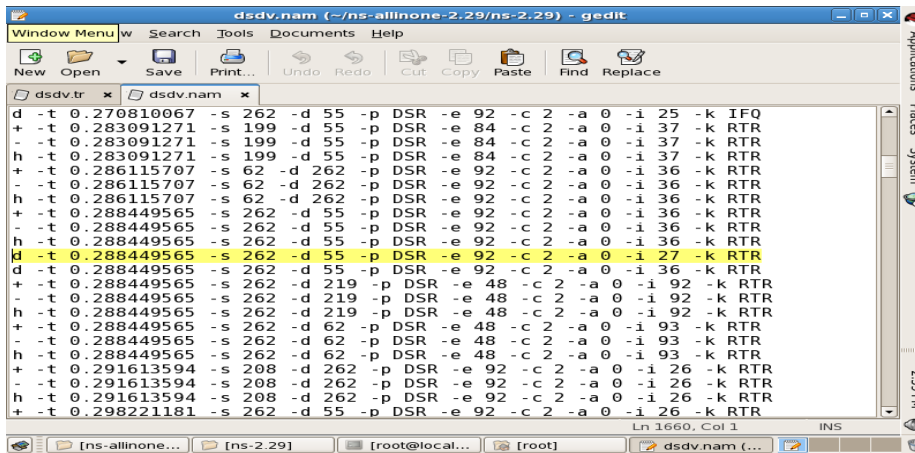 dsdv.nam (~/ns-allinone-2.29/ns-2.29) - gedit
Window Menu w Search Tools Documents Help
New Open Save Print... Undo Redo Cut Copy Paste Find Replace
dsdv.tr x dsdv.nam x
d -t 0.270810067 -s 262 -d 55 -p DSR -e 92 -c 2 -a 0 -i 25 -k IFQ
+ -t 0.283091271 -s 199 -d 55 -p DSR -e 84 -c 2 -a 0 -i 37 -k RTR
- -t 0.283091271 -s 199 -d 55 -p DSR -e 84 -c 2 -a 0 -i 37 -k RTR
h -t 0.283091271 -s 199 -d 55 -p DSR -e 84 -c 2 -a 0 -i 37 -k RTR
+ -t 0.286115707 -s 62 -d 262 -p DSR -e 92 -c 2 -a 0 -i 36 -k RTR
- -t 0.286115707 -s 62 -d 262 -p DSR -e 92 -c 2 -a 0 -i 36 -k RTR
h -t 0.286115707 -s 62 -d 262 -p DSR -e 92 -c 2 -a 0 -i 36 -k RTR
+ -t 0.288449565 -s 262 -d 55 -p DSR -e 92 -c 2 -a 0 -i 36 -k RTR
- -t 0.288449565 -s 262 -d 55 -p DSR -e 92 -c 2 -a 0 -i 36 -k RTR
h -t 0.288449565 -s 262 -d 55 -p DSR -e 92 -c 2 -a 0 -i 36 -k RTR
d -t 0.288449565 -s 262 -d 55 -p DSR -e 92 -c 2 -a 0 -i 27 -k RTR
d -t 0.288449565 -s 262 -d 55 -p DSR -e 92 -c 2 -a 0 -i 36 -k RTR
+ -t 0.288449565 -s 262 -d 219 -p DSR -e 48 -c 2 -a 0 -i 92 -k RTR
- -t 0.288449565 -s 262 -d 219 -p DSR -e 48 -c 2 -a 0 -i 92 -k RTR
h -t 0.288449565 -s 262 -d 219 -p DSR -e 48 -c 2 -a 0 -i 92 -k RTR
+ -t 0.288449565 -s 262 -d 62 -p DSR -e 48 -c 2 -a 0 -i 93 -k RTR
- -t 0.288449565 -s 262 -d 62 -p DSR -e 48 -c 2 -a 0 -i 93 -k RTR
h -t 0.288449565 -s 262 -d 62 -p DSR -e 48 -c 2 -a 0 -i 93 -k RTR
+ -t 0.291613594 -s 208 -d 262 -p DSR -e 92 -c 2 -a 0 -i 26 -k RTR
- -t 0.291613594 -s 208 -d 262 -p DSR -e 92 -c 2 -a 0 -i 26 -k RTR
h -t 0.291613594 -s 208 -d 262 -p DSR -e 92 -c 2 -a 0 -i 26 -k RTR
+ -t 0.298221181 -s 262 -d 55 -p DSR -e 92 -c 2 -a 0 -i 26 -k RTR
Ln 1660, Col 1 INS
[ns-allinone... [ns-2.29] [root@local... [root] dsdv.nam (...